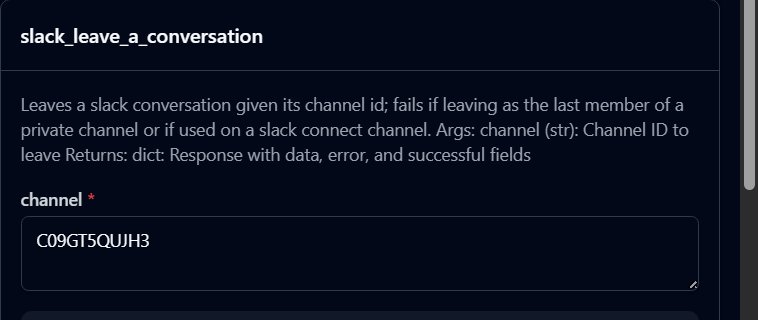 slack_leave_a_conversation
Leaves a slack conversation given its channel id; fails if leaving as the last member of a
private channel or if used on a slack connect channel. Args: channel (str): Channel ID to
leave Returns: dict: Response with data, error, and successful fields
channel *
C09GT5QUJH3